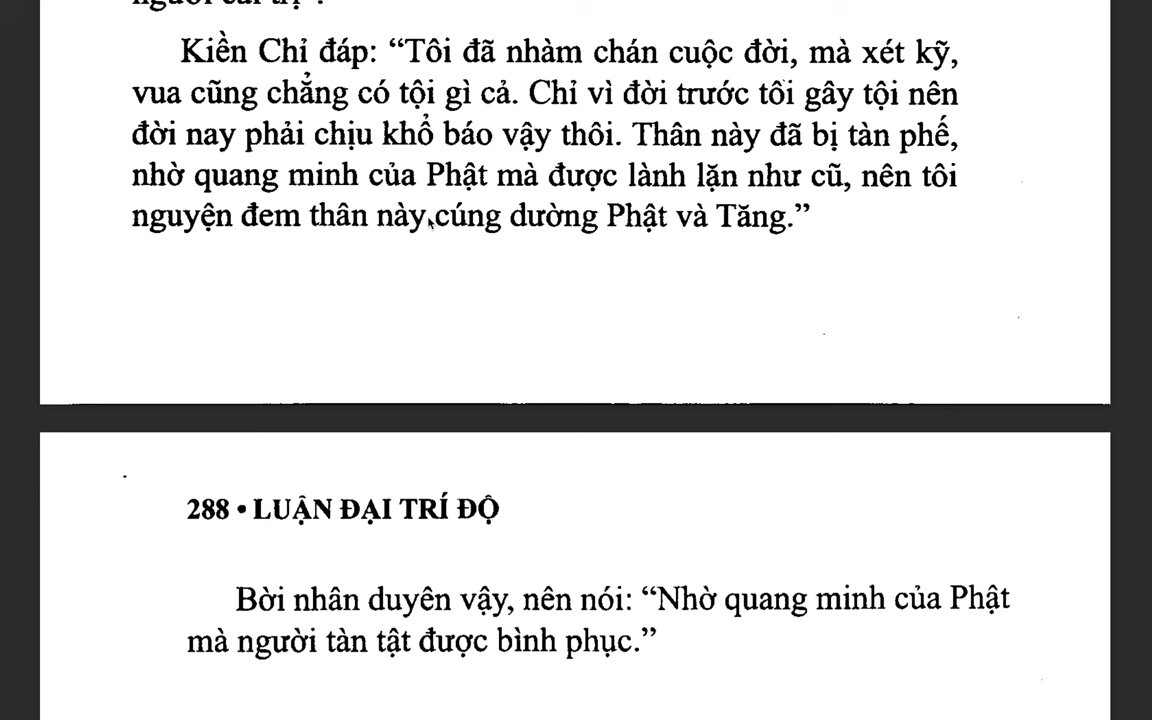 Kiền Chỉ đáp: “Tôi đã nhàm chán cuộc đời, mà xét kỹ,
vua cũng chẳng có tội gì cả. Chỉ vì đời trước tôi gây tội nên
đời nay phải chịu khổ báo vậy thôi. Thân này đã bị tàn phế,
nhờ quang minh của Phật mà được lành lặn như cũ, nên tôi
nguyện đem thân này cúng dường Phật và Tăng.”
288 • LUẬN ĐẠI TRÍ ĐỘ
Bời nhân duyên vậy, nên nói: “Nhờ quang minh của Phật
mà người tàn tật được bình phục.”